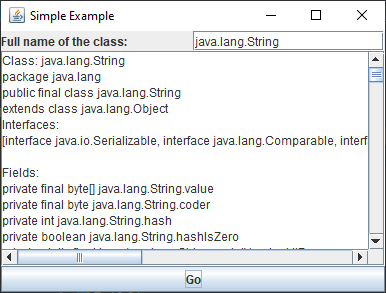 Simple Example
Full name of the class: java.lang.String
Class: java.lang.String
package java.lang
public final class java.lang.String
extends class java.lang.Object
Interfaces:
[interface java.io.Serializable, interface java.lang.Comparable, interf
Fields:
private final byte[] java.lang.String.value
private final byte java.lang.String.coder
private int java.lang.String.hash
private boolean java.lang.String.hashIsZero
Go